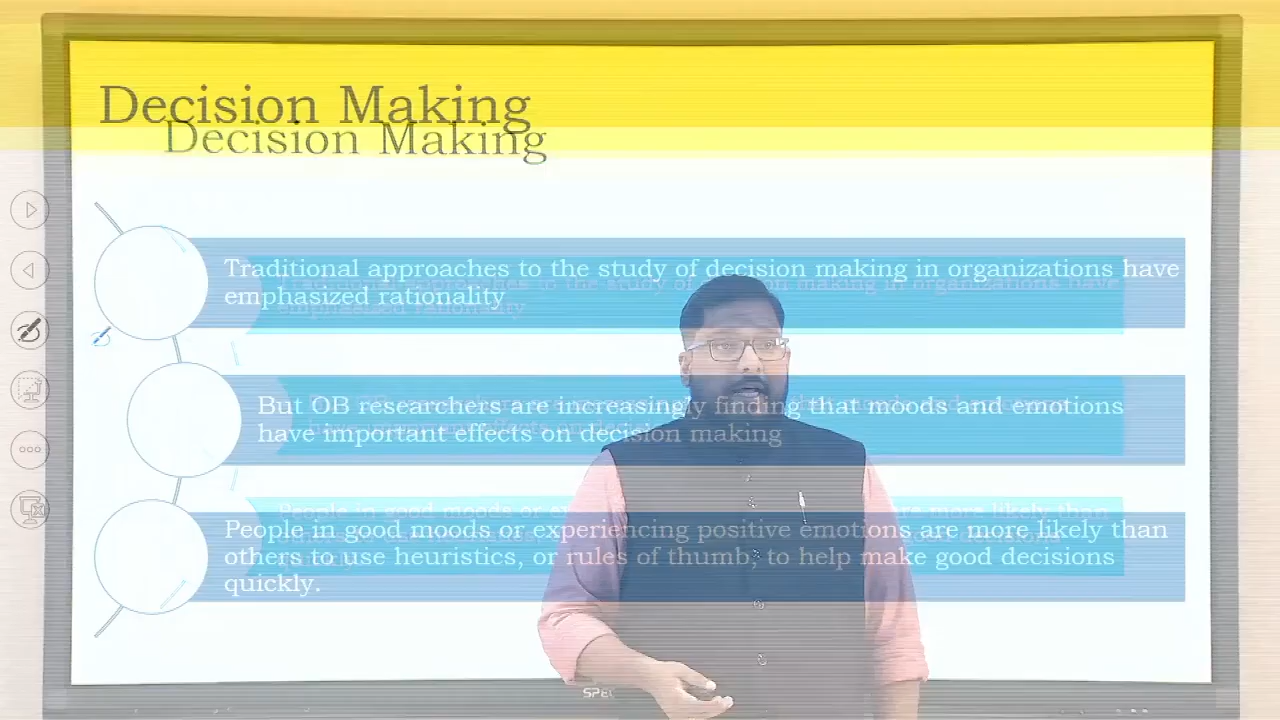 Decision Making
Decision Making
Traditional approaches to the study of decision making in organizations have
emphasized rationality
But OB researchers are increasingly finding that moods and emotions
have important effects on decision making
People in good moods or experiencing positive emotions are more likely than
others to use heuristics, or rules of thumb, to help make good decisions
quickly.
SPEC